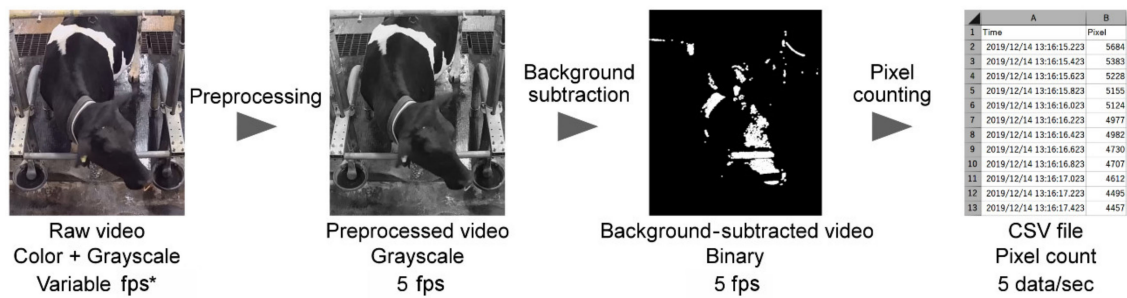 Preprocessing
Background
subtraction
Pixel
counting
A B
1 Time Pixel
2 2019/12/14 13:16:15.223 5684
3 2019/12/14 13:16:15.423 5383
4 2019/12/14 13:16:15.623 5228
5 2019/12/14 13:16:15.823 5155
6 2019/12/14 13:16:16.023 5124
7 2019/12/14 13:16:16.223 4977
8 2019/12/14 13:16:16.423 4982
9 2019/12/14 13:16:16.623 4730
10 2019/12/14 13:16:16.823 4707
11 2019/12/14 13:16:17.023 4612
12 2019/12/14 13:16:17.223 4495
13 2019/12/14 13:16:17.423 4457
Raw video
Color + Grayscale
Variable fps*
Preprocessed video
Grayscale
5 fps
Background-subtracted video
Binary
5 fps
CSV file
Pixel count
5 data/sec